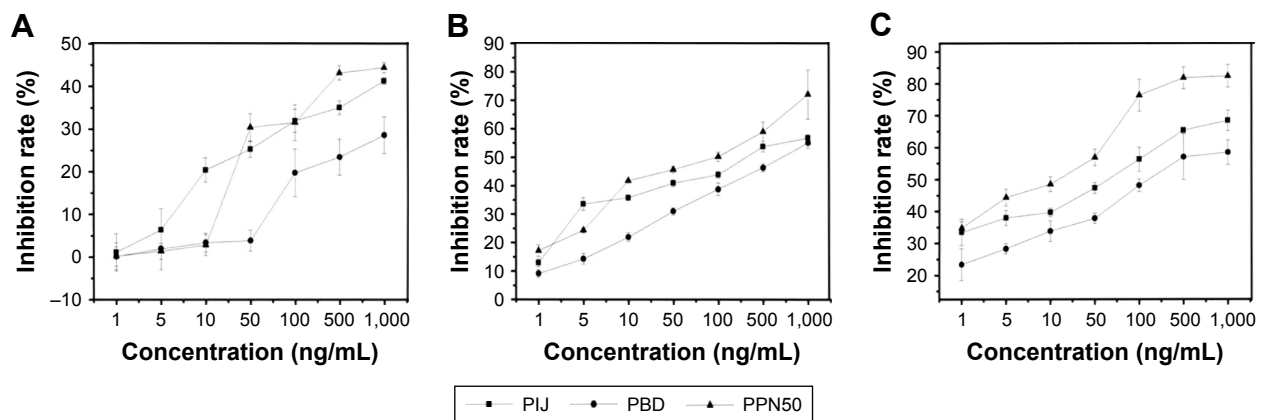 A
Inhibition rate (%)
50
40
30
20
10
0
–10
1 5 10 50 100 500 1,000
Concentration (ng/mL)
B
Inhibition rate (%)
90
80
70
60
50
40
30
20
10
0
1 5 10 50 100 500 1,000
Concentration (ng/mL)
C
Inhibition rate (%)
90
80
70
60
50
40
30
20
1 5 10 50 100 500 1,000
Concentration (ng/mL)
PIJ PBD PPN50